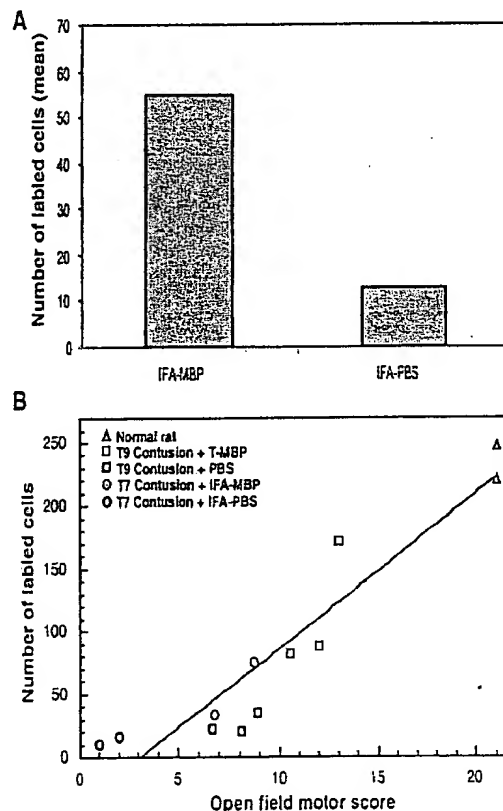 A
Number of labled cells (mean)
70
60
50
40
30
20
10
0
IFA-MBP
IFA-PBS
B
Number of labled cells
250
200
150
100
50
0
△ Normal rat
□ T9 Contusion + T-MBP
□ T9 Contusion + PBS
○ T7 Contusion + IFA-MBP
○ T7 Contusion + IFA-PBS
0
5
10
15
20
Open field motor score